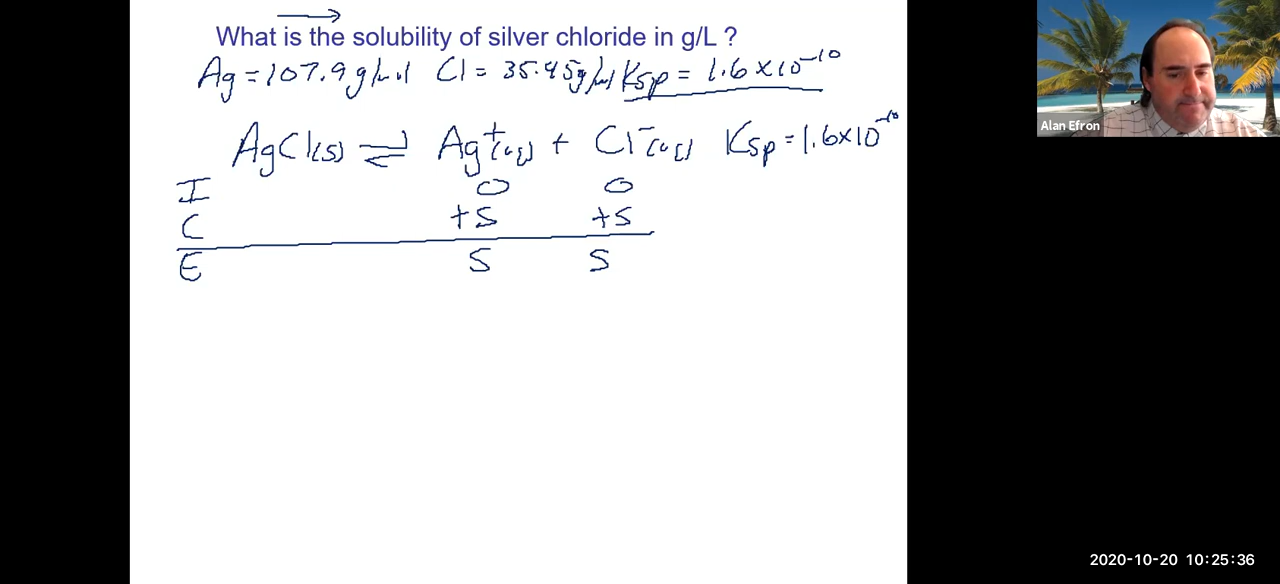 What is the solubility of silver chloride in g/L ?
Ag = 107.9 g/mol Cl = 35.45 g/mol Ksp = 1.6 × 10⁻¹⁰
AgCl(s) ⇌ Ag⁺(aq) + Cl⁻(aq) Ksp = 1.6×10⁻¹⁰
I 0 0
C +S +S
E S S
Alan Efron
2020-10-20 10:25:36